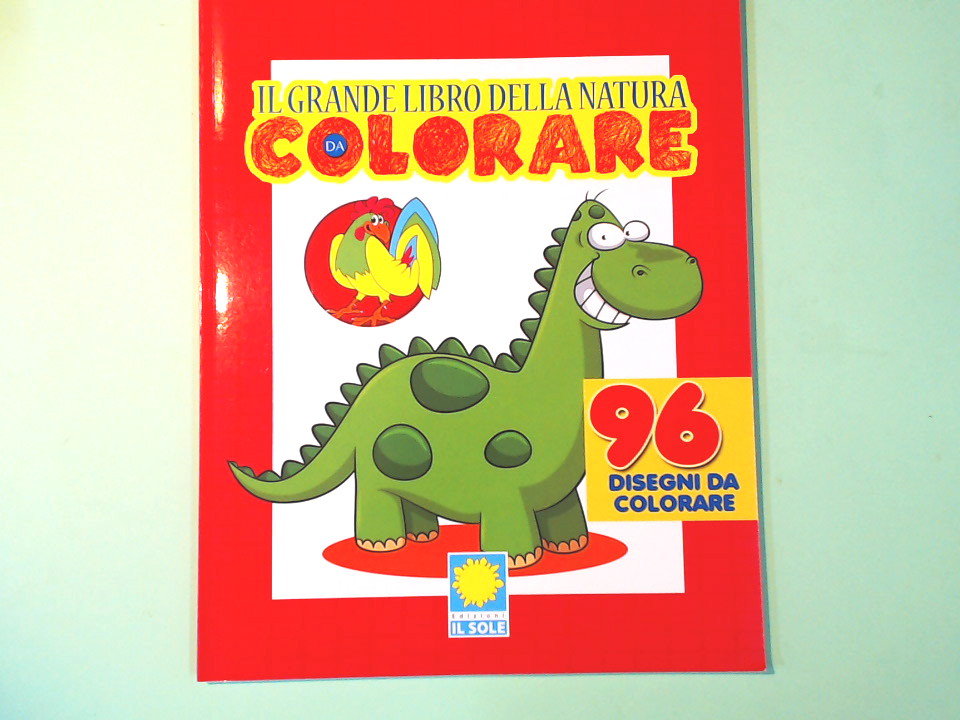 IL GRANDE LIBRO DELLA NATURA
DA
COLORARE
96
DISEGNI DA
COLORARE
Edizioni
IL SOLE